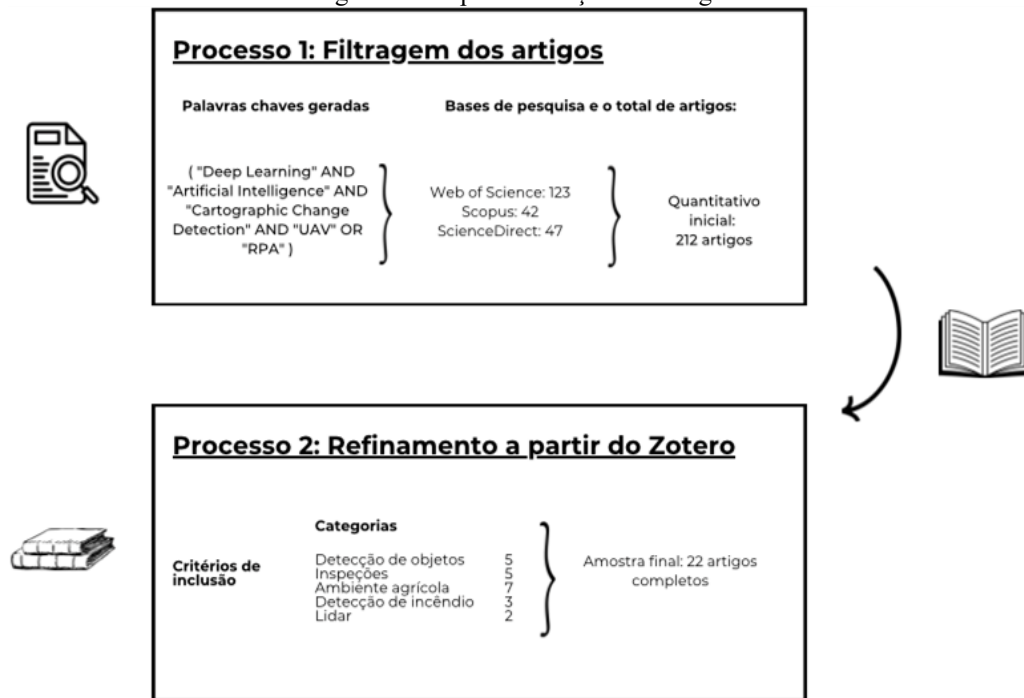 Processo 1: Filtragem dos artigos
Palavras chaves geradas
Bases de pesquisa e o total de artigos:
( "Deep Learning" AND
"Artificial Intelligence" AND
"Cartographic Change
Detection" AND "UAV" OR
"RPA" )
Web of Science: 123
Scopus: 42
ScienceDirect: 47
Quantitativo
inicial:
212 artigos
Processo 2: Refinamento a partir do Zotero
Critérios de
inclusão
Categorias
Detecção de objetos 5
Inspeções 5
Ambiente agrícola 7
Detecção de incêndio 3
Lidar 2
Amostra final: 22 artigos
completos